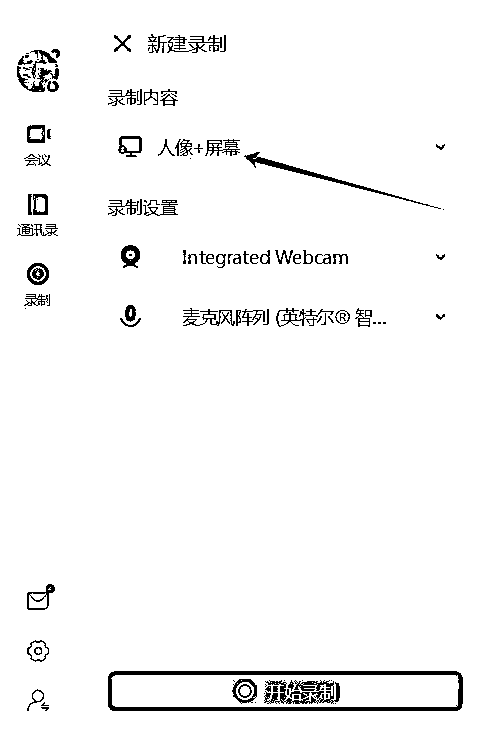 新建录制
录制内容
人像+屏幕
录制设置
Integrated Webcam
麦克风阵列 (英特尔® 智...
会议
通讯录
录制
开始录制